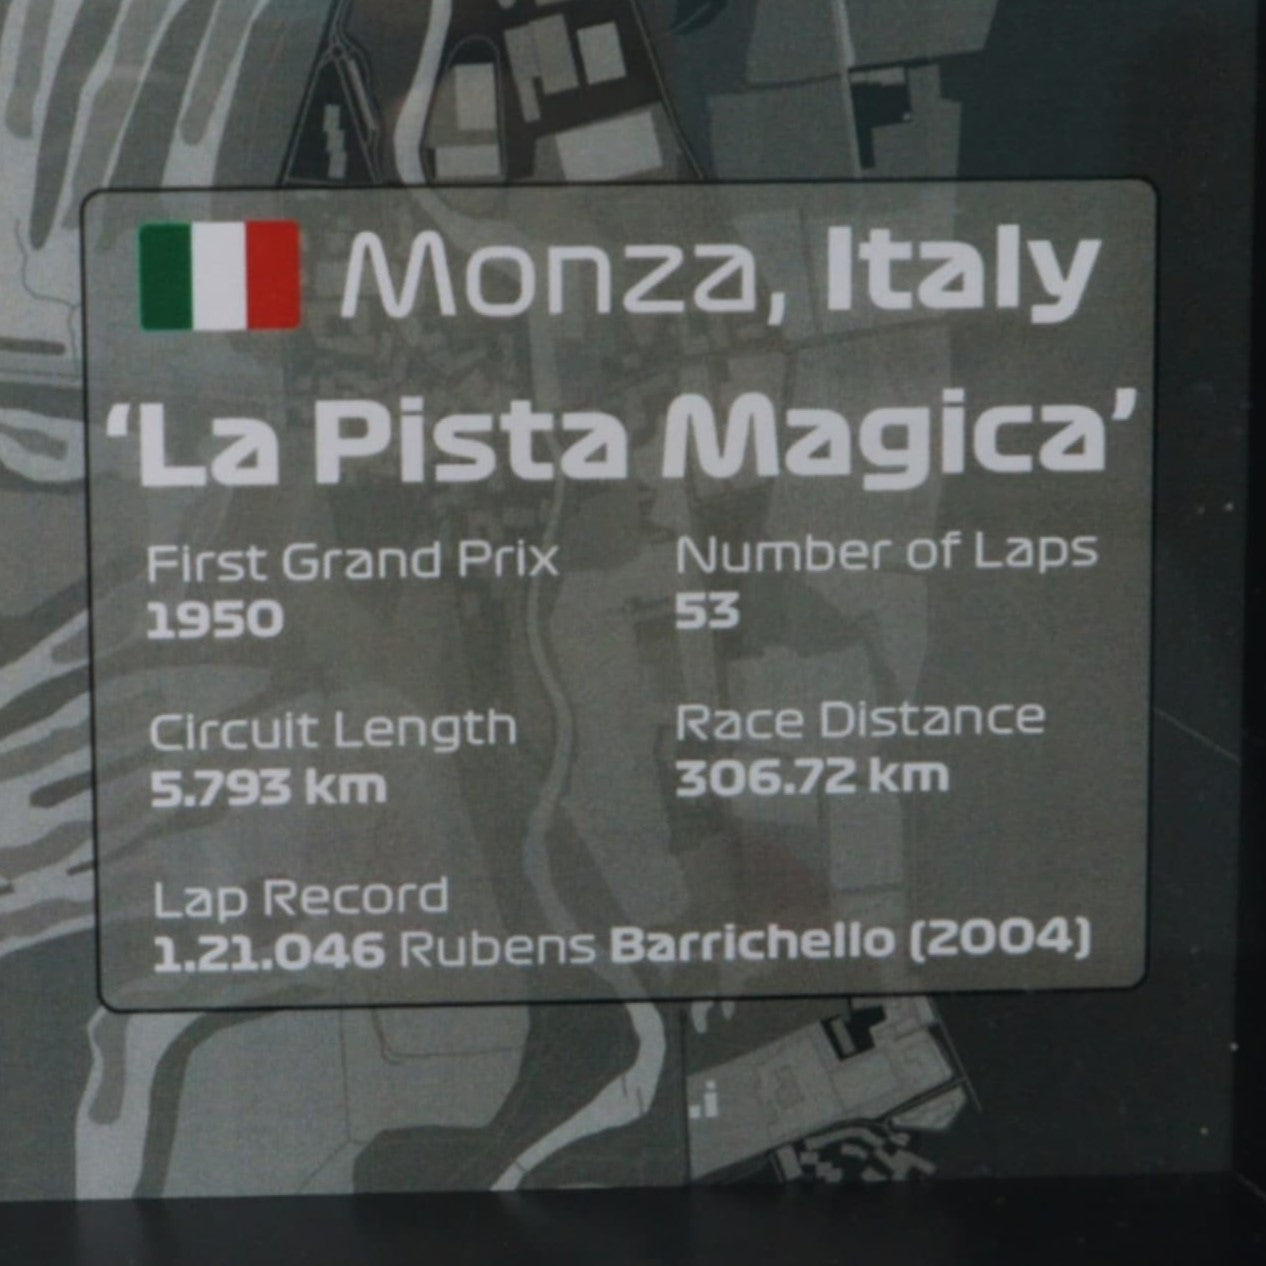 Monza, Italy
‘La Pista Magica’
First Grand Prix
1950
Number of Laps
53
Circuit Length
5.793 km
Race Distance
306.72 km
Lap Record
1.21.046 Rubens Barrichello (2004)